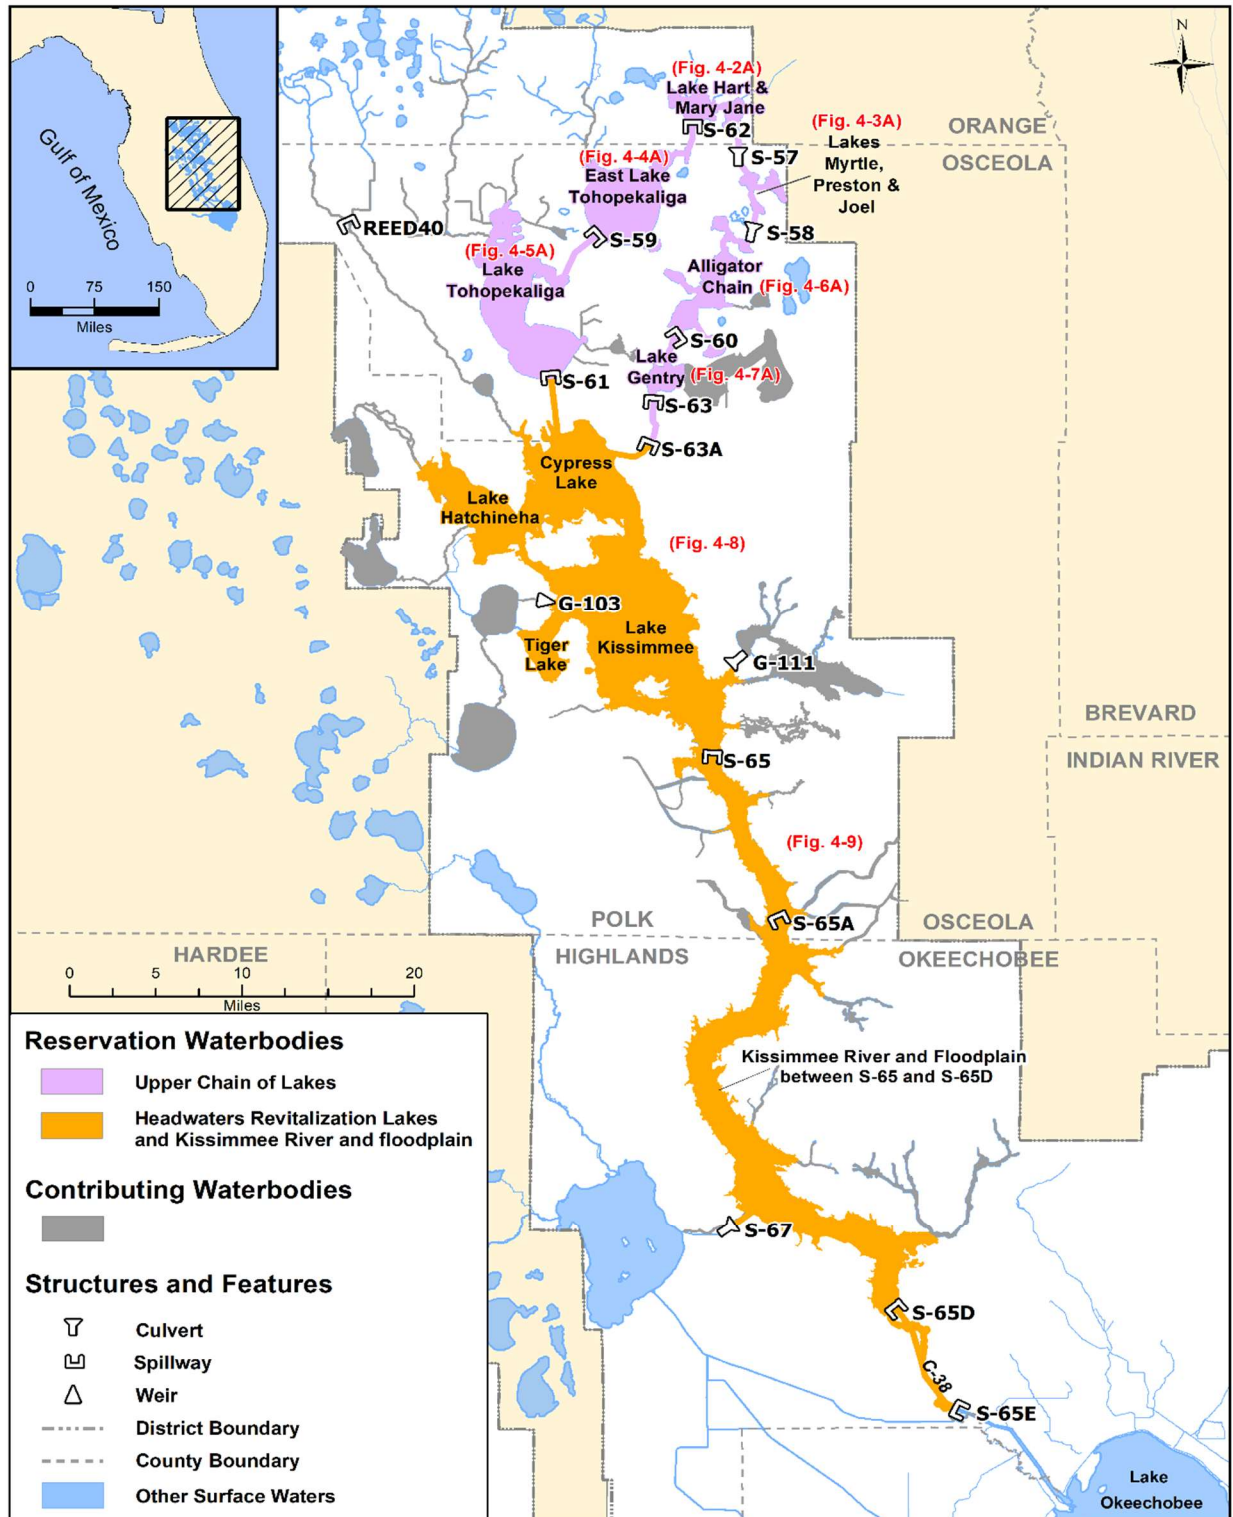 N
(Fig. 4-2A)
Lake Hart &
Mary Jane
S-62
(Fig. 4-3A)
Lakes
Myrtle,
Preston &
Joel
ORANGE
OSCEOLA
S-57
Gulf of Mexico
(Fig. 4-4A)
East Lake
Tohopekaliga
REED40
S-59
S-58
(Fig. 4-5A)
Lake
Tohopekaliga
Alligator
Chain
(Fig. 4-6A)
0 75 150
Miles
S-60
Lake
Gentry
(Fig. 4-7A)
S-61
S-63
S-63A
Cypress
Lake
Lake
Hatchineha
(Fig. 4-8)
G-103
Lake
Kissimmee
Tiger
Lake
G-111
BREVARD
INDIAN RIVER
S-65
(Fig. 4-9)
S-65A
POLK
OSCEOLA
HARDEE
HIGHLANDS
OKEECHOBEE
0 5 10 20
Miles
Kissimmee River and Floodplain
between S-65 and S-65D
S-67
S-65D
C-38
S-65E
Lake
Okeechobee
Reservation Waterbodies
Upper Chain of Lakes
Headwaters Revitalization Lakes
and Kissimmee River and floodplain
Contributing Waterbodies
Structures and Features
Culvert
Spillway
Weir
District Boundary
County Boundary
Other Surface Waters